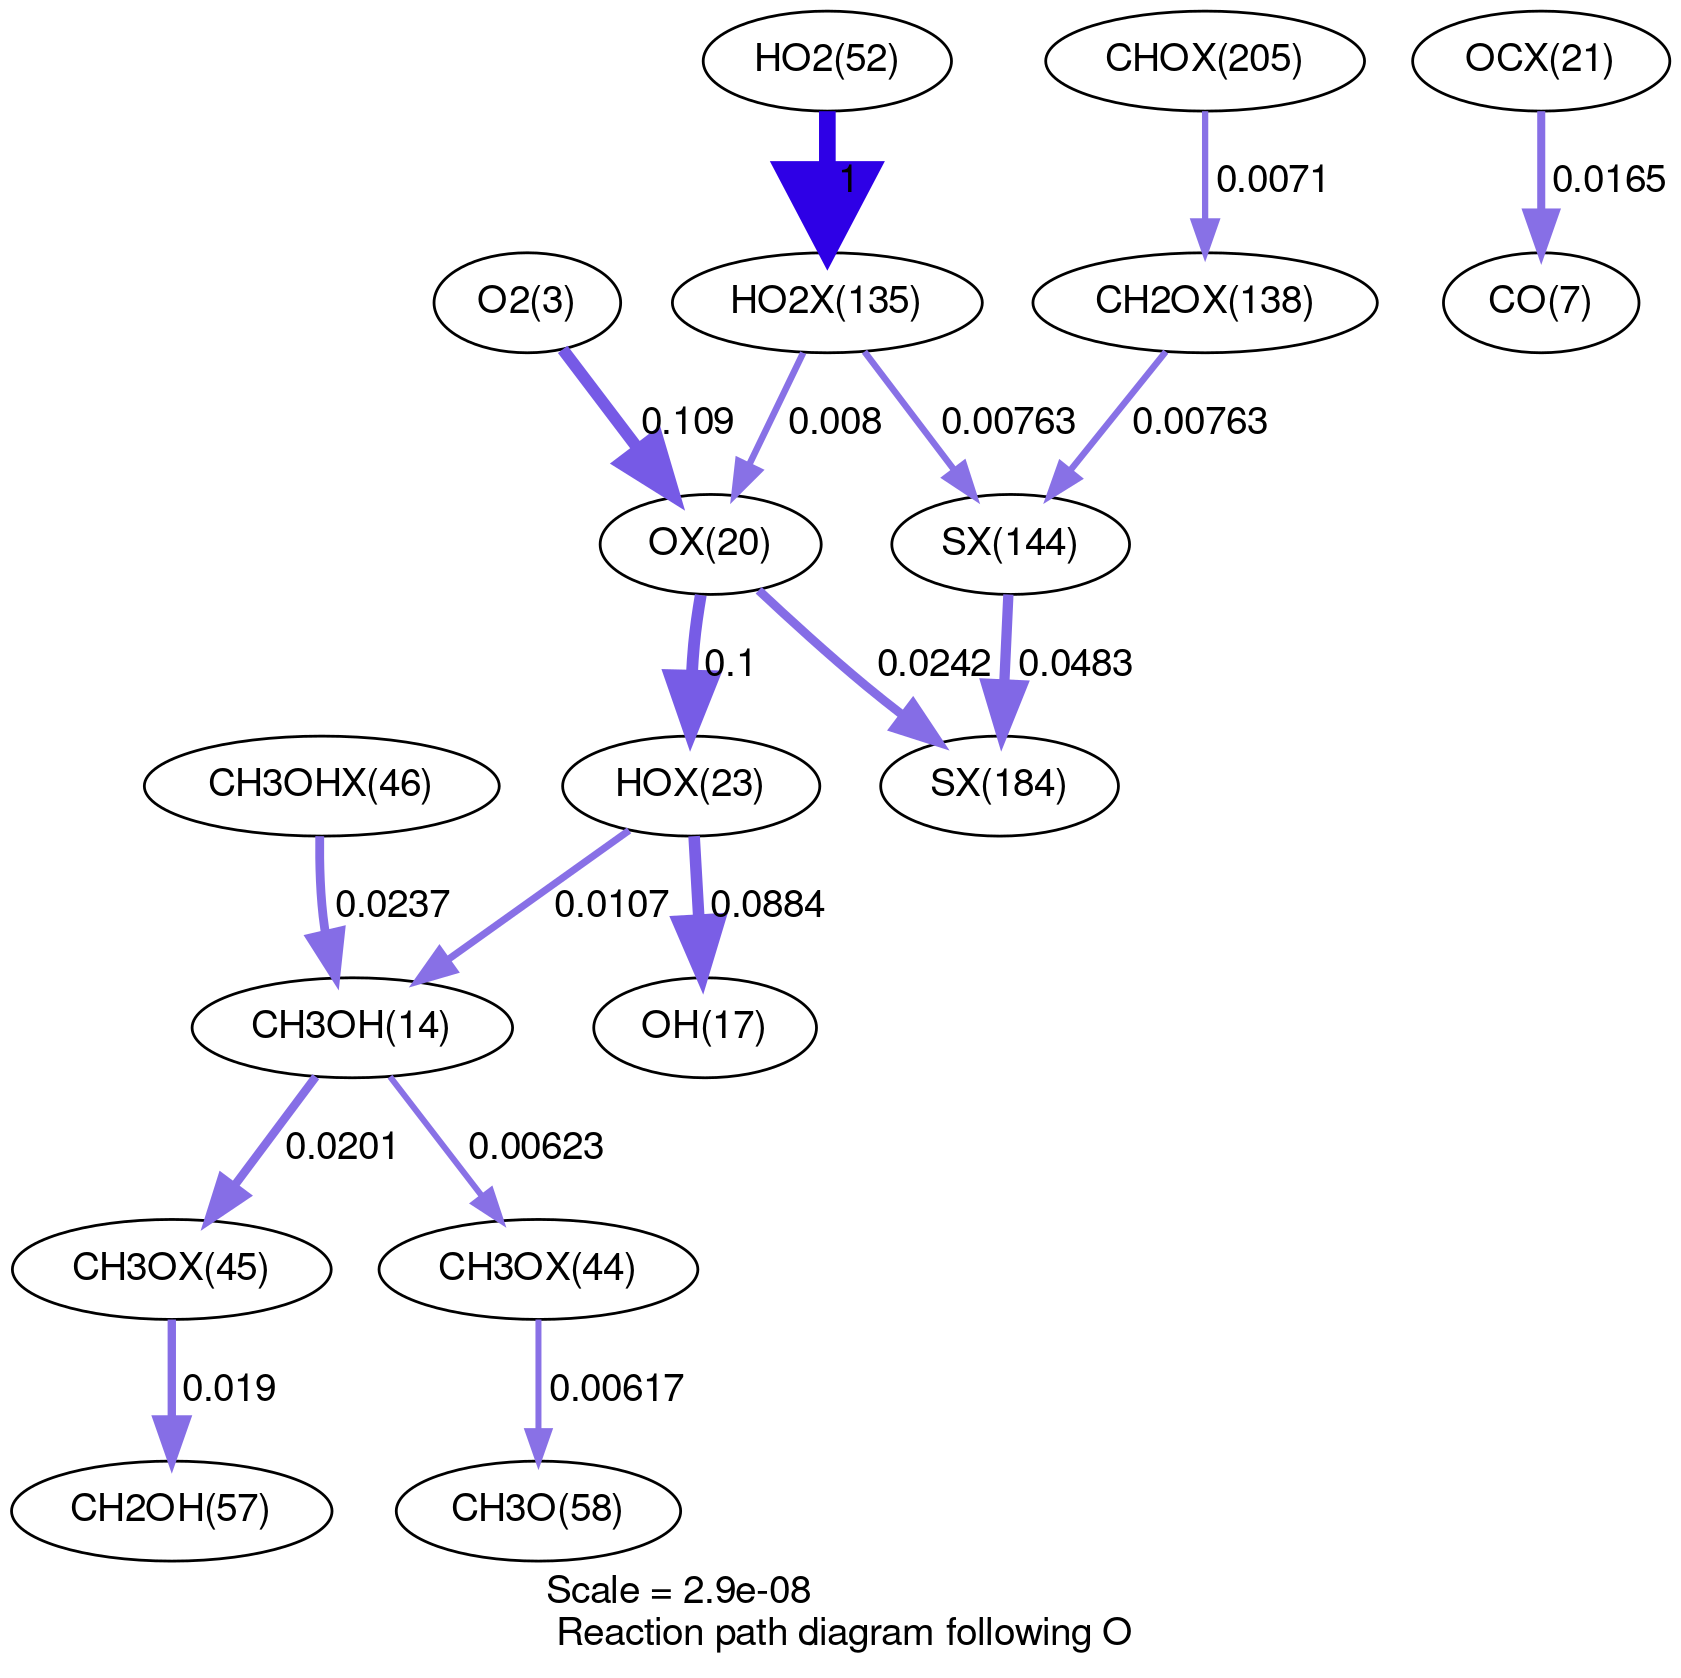 HO2(52)
CHOX(205)
OCX(21)
1
0.0071
0.0165
O2(3)
HO2X(135)
CH2OX(138)
CO(7)
0.109
0.008
0.00763
0.00763
OX(20)
SX(144)
0.1
0.0242
0.0483
CH3OHX(46)
HOX(23)
SX(184)
0.0237
0.0107
0.0884
CH3OH(14)
OH(17)
0.0201
0.00623
CH3OX(45)
CH3OX(44)
0.019
0.00617
CH2OH(57)
CH3O(58)
Scale = 2.9e-08
Reaction path diagram following O